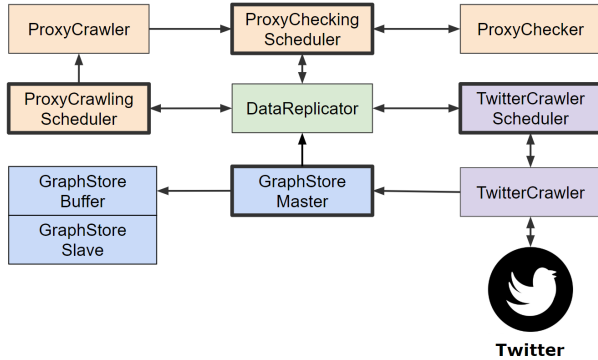 ProxyCrawler
ProxyChecking
Scheduler
ProxyChecker
ProxyCrawling
Scheduler
DataReplicator
TwitterCrawler
Scheduler
GraphStore
Buffer
GraphStore
Slave
GraphStore
Master
TwitterCrawler
Twitter